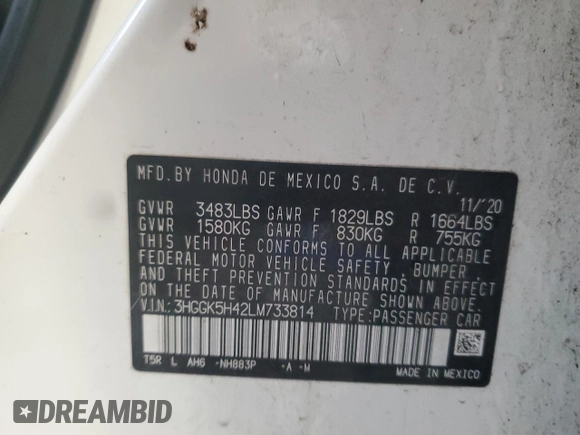 MFD.BY HONDA DE MEXICO S.A. DE C.V.
11/'20
GVWR 3483LBS GAWR F 1829LBS R 1664LBS
GVWR 1580KG GAWR F 830KG R 755KG
THIS VEHICLE CONFORMS TO ALL APPLICABLE
FEDERAL MOTOR VEHICLE SAFETY, BUMPER
AND THEFT PREVENTION STANDARDS IN EFFECT
ON THE DATE OF MANUFACTURE SHOWN ABOVE.
V.I.N: 3HGGK5H42LM733814 TYPE:PASSENGER CAR
T5R L AH6 -NH883P -A -M
MADE IN MEXICO
DREAMBID